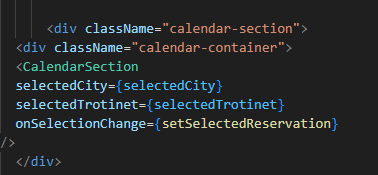 <div className="calendar-section">
<div className="calendar-container">
<CalendarSection
selectedCity={selectedCity}
selectedTrotinet={selectedTrotinet}
onSelectionChange={setSelectedReservation}
/>
</div>